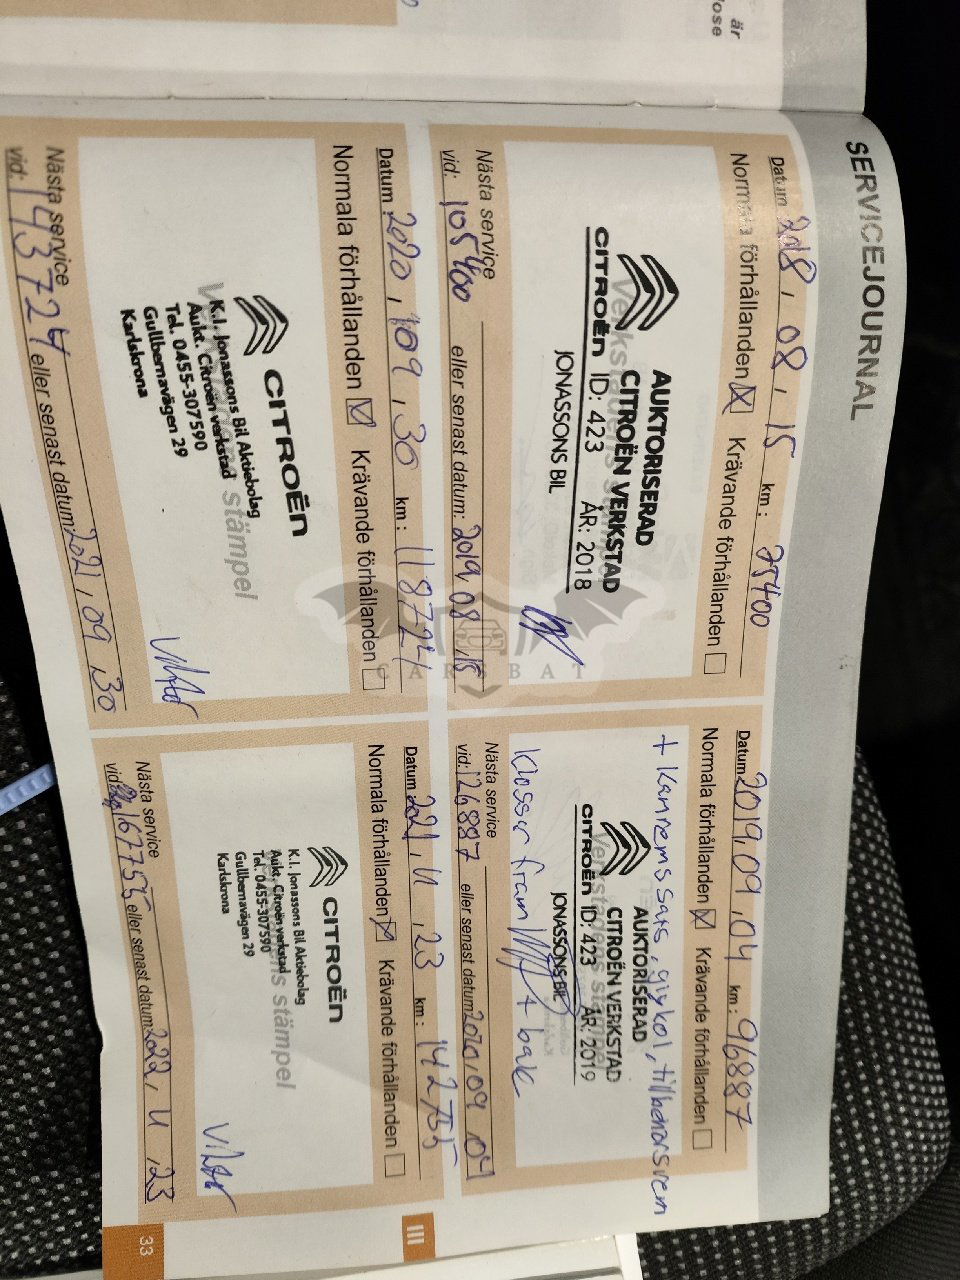 är
lose
SERVICEJOURNAL
Datum 2018, 08, 15 km: 75400
Normala förhållanden ☒ Krävande förhållanden ☐
Verkstadens stämpel
AUKTORISERAD
CITROËN VERKSTAD
CITROËN ID: 423 ÅR: 2018
JONASSONS BIL
Nästa service
vid: 105400 eller senast datum: 2019, 08, 15
Datum 2019, 09, 04 km: 96887
Normala förhållanden ☒ Krävande förhållanden ☐
+ Kamremssats, glykol, tillbehörsrem
AUKTORISERAD
CITROËN VERKSTAD
CITROËN ID: 423 ÅR: 2019
JONASSONS BIL
Klossar fram + bak
Nästa service
vid: 126887 eller senast datum 2020, 09 04
Datum 2020, 09, 30 km: 118724
Normala förhållanden ☒ Krävande förhållanden ☐
CITROËN
K.I. Jonassons Bil Aktiebolag
Aukt. Citroën verkstad
Tel. 0455-307590
Gullbernavägen 29
Karlskrona
Nästa service
vid: 143724 eller senast datum: 2021, 09, 30
Datum 2021, 11, 23 km: 142755
Normala förhållanden ☒ Krävande förhållanden ☐
CITROËN
K.I. Jonassons Bil Aktiebolag
Aukt. Citroën verkstad
Tel. 0455-307590
Gullbernavägen 29
Karlskrona
Nästa service
vid: 167755 eller senast datum 2022, 11, 23
III
33
CARSBAT